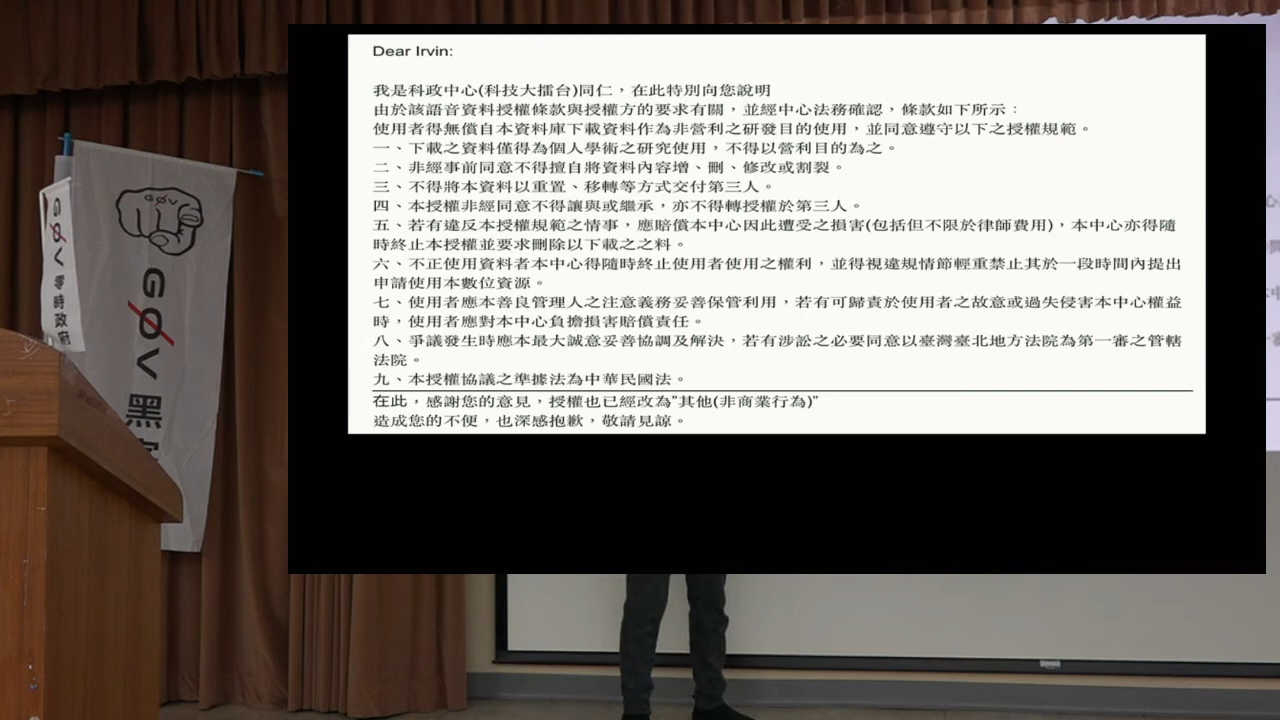 Dear Irvin:
我是科政中心(科技大擂台)同仁，在此特別向您說明
由於該語音資料授權條款與授權方的要求有關，並經中心法務確認，條款如下所示：
使用者得無償自本資料庫下載資料作為非營利之研發目的使用，並同意遵守以下之授權規範。
一、下載之資料僅得為個人學術之研究使用，不得以營利目的為之。
二、非經事前同意不得擅自將資料內容增、刪、修改或割裂。
三、不得將本資料以重置、移轉等方式交付第三人。
四、本授權非經同意不得讓與或繼承，亦不得轉授權於第三人。
五、若有違反本授權規範之情事，應賠償本中心因此遭受之損害(包括但不限於律師費用)，本中心亦得隨
時終止本授權並要求刪除以下載之之料。
六、不正使用資料者本中心得隨時終止使用者使用之權利，並得視違規情節輕重禁止其於一段時間內提出
申請使用本數位資源。
七、使用者應本善良管理人之注意義務妥善保管利用，若有可歸責於使用者之故意或過失侵害本中心權益
時，使用者應對本中心負擔損害賠償責任。
八、爭議發生時應本最大誠意妥善協調及解決，若有涉訟之必要同意以臺灣臺北地方法院為第一審之管轄
法院。
九、本授權協議之準據法為中華民國法。
在此，感謝您的意見，授權也已經改為"其他(非商業行為)"
造成您的不便，也深感抱歉，敬請見諒。
G0V
G0V
零時政府
G0V
黑